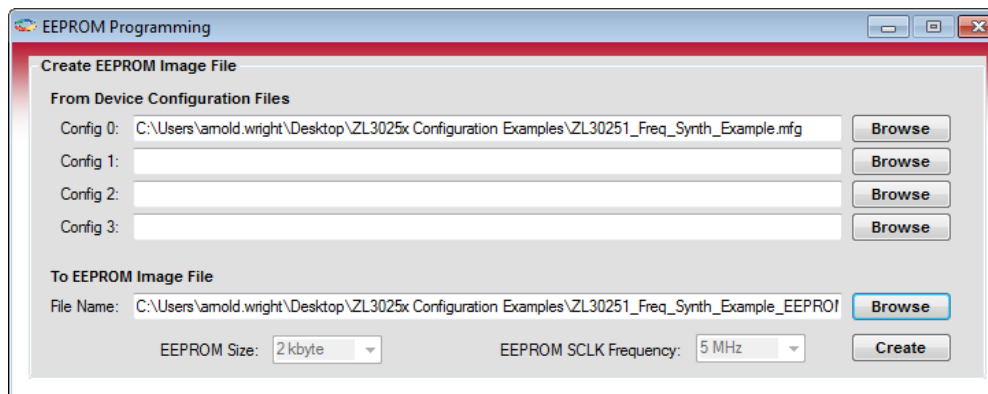 EEPROM Programming
Create EEPROM Image File
From Device Configuration Files
Config 0: C:\Users\arnold.wright\Desktop\ZL3025x Configuration Examples\ZL30251_Freq_Synth_Example.mfg Browse
Config 1: Browse
Config 2: Browse
Config 3: Browse
To EEPROM Image File
File Name: C:\Users\arnold.wright\Desktop\ZL3025x Configuration Examples\ZL30251_Freq_Synth_Example_EEPROM Browse
EEPROM Size: 2 kbyte EEPROM SCLK Frequency: 5 MHz Create